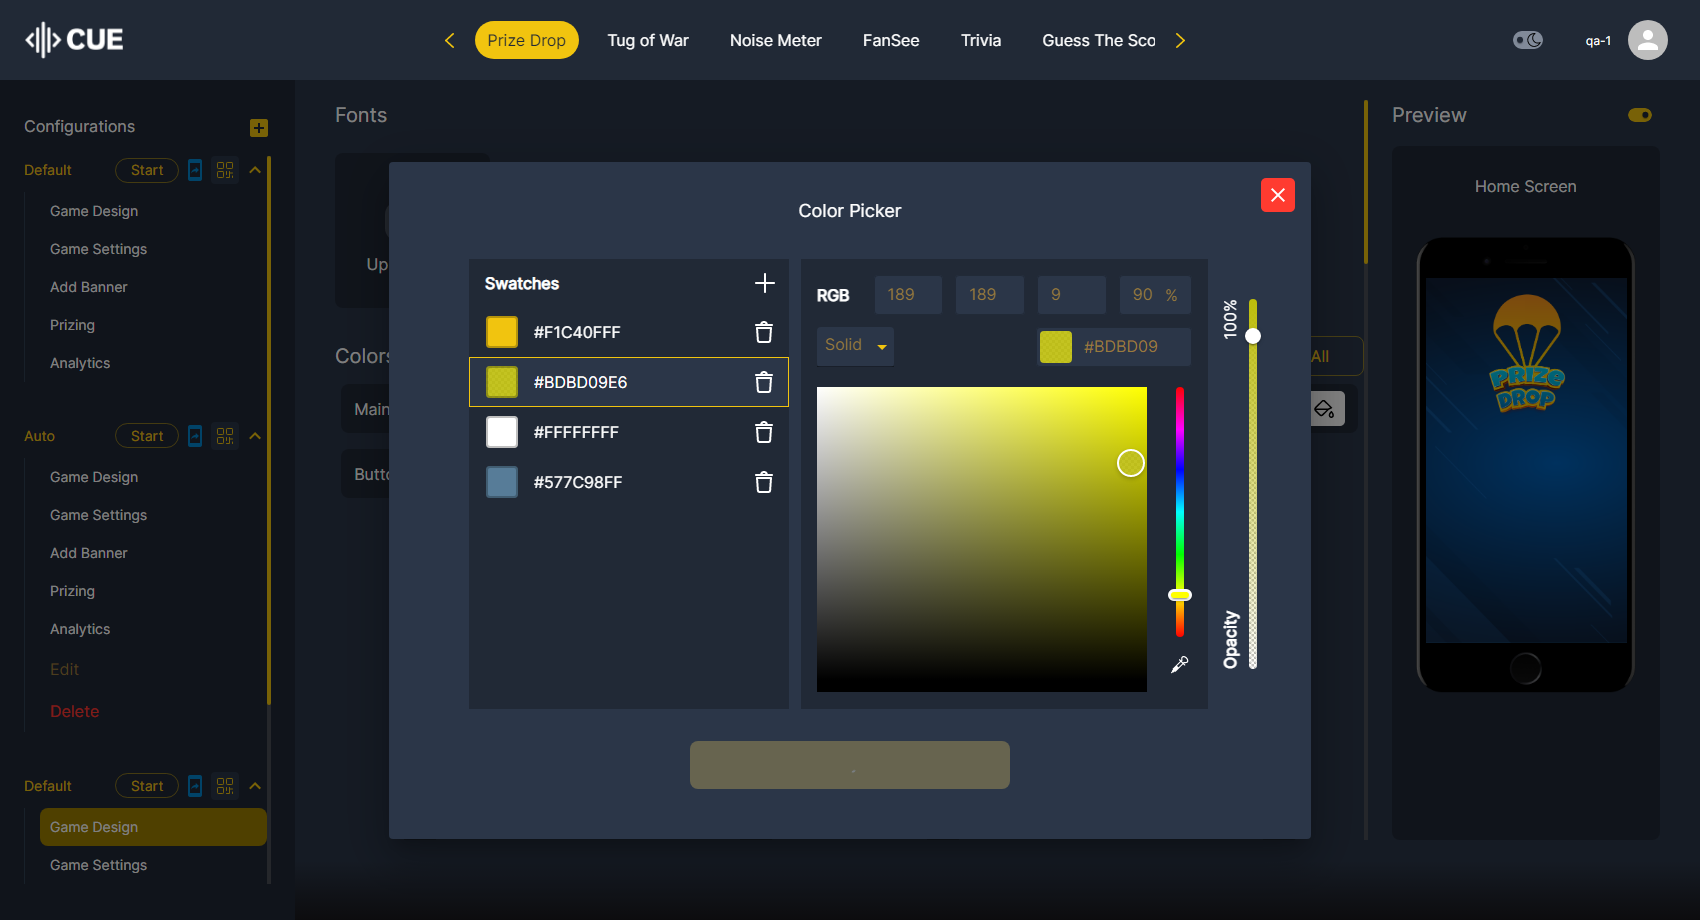 CUE
Prize Drop
Tug of War
Noise Meter
FanSee
Trivia
Guess The Sco
qa-1
Configurations
Default
Start
Game Design
Game Settings
Add Banner
Prizing
Analytics
Auto
Start
Game Design
Game Settings
Add Banner
Prizing
Analytics
Edit
Delete
Default
Start
Game Design
Game Settings
Fonts
Up
Colors
Main
Butto
All
Color Picker
Swatches
#F1C40FFF
#BDBD09E6
#FFFFFFFF
#577C98FF
RGB
189
189
9
90 %
Solid
#BDBD09
100%
Opacity
Preview
Home Screen
PRIZE
DROP